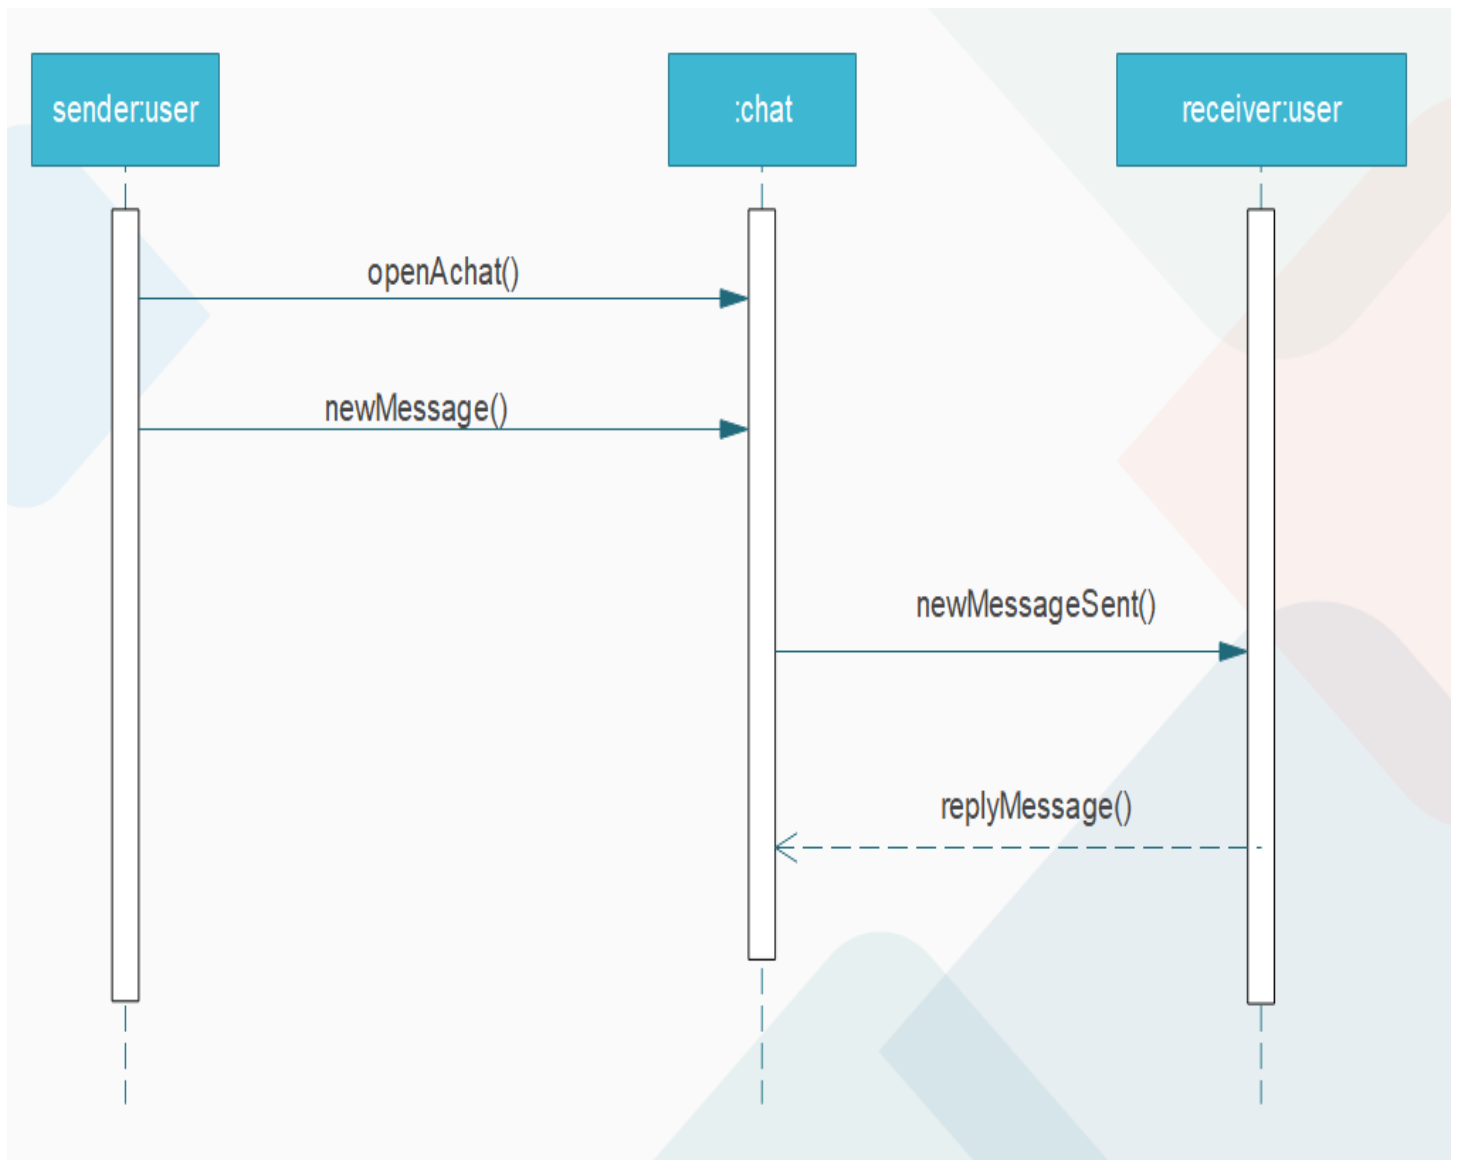 sender:user
:chat
receiver:user
openAchat()
newMessage()
newMessageSent()
replyMessage()